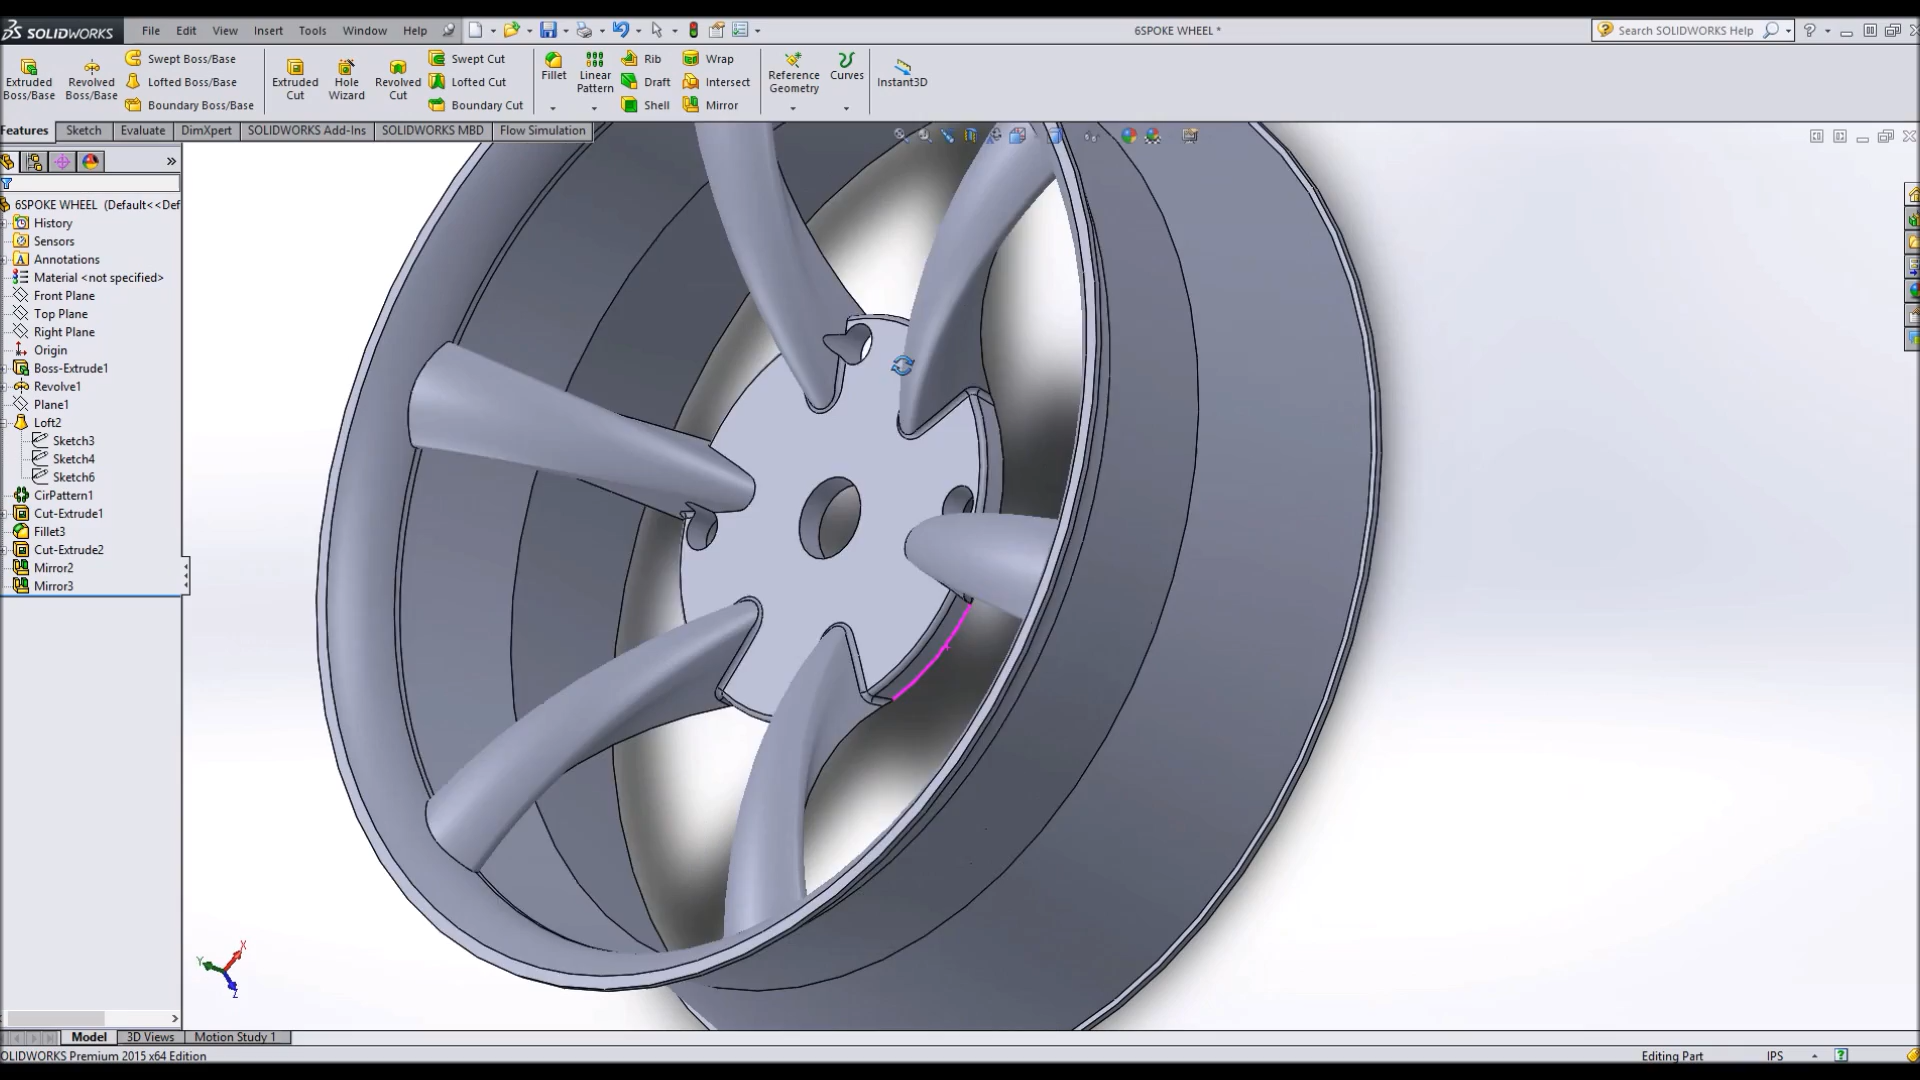 SOLIDWORKS File Edit View Insert Tools Window Help 6SPOKE WHEEL * Search SOLIDWORKS Help
Extruded Boss/Base
Revolved Boss/Base
Swept Boss/Base
Lofted Boss/Base
Boundary Boss/Base
Extruded Cut
Hole Wizard
Revolved Cut
Swept Cut
Lofted Cut
Boundary Cut
Fillet
Linear Pattern
Rib
Draft
Shell
Wrap
Intersect
Mirror
Reference Geometry
Curves
Instant3D
Features Sketch Evaluate DimXpert SOLIDWORKS Add-Ins SOLIDWORKS MBD Flow Simulation
6SPOKE WHEEL (Default<<Def
History
Sensors
Annotations
Material <not specified>
Front Plane
Top Plane
Right Plane
Origin
Boss-Extrude1
Revolve1
Plane1
Loft2
Sketch3
Sketch4
Sketch6
CirPattern1
Cut-Extrude1
Fillet3
Cut-Extrude2
Mirror2
Mirror3
X
Y
Z
Model 3D Views Motion Study 1
OLIDWORKS Premium 2015 x64 Edition Editing Part IPS